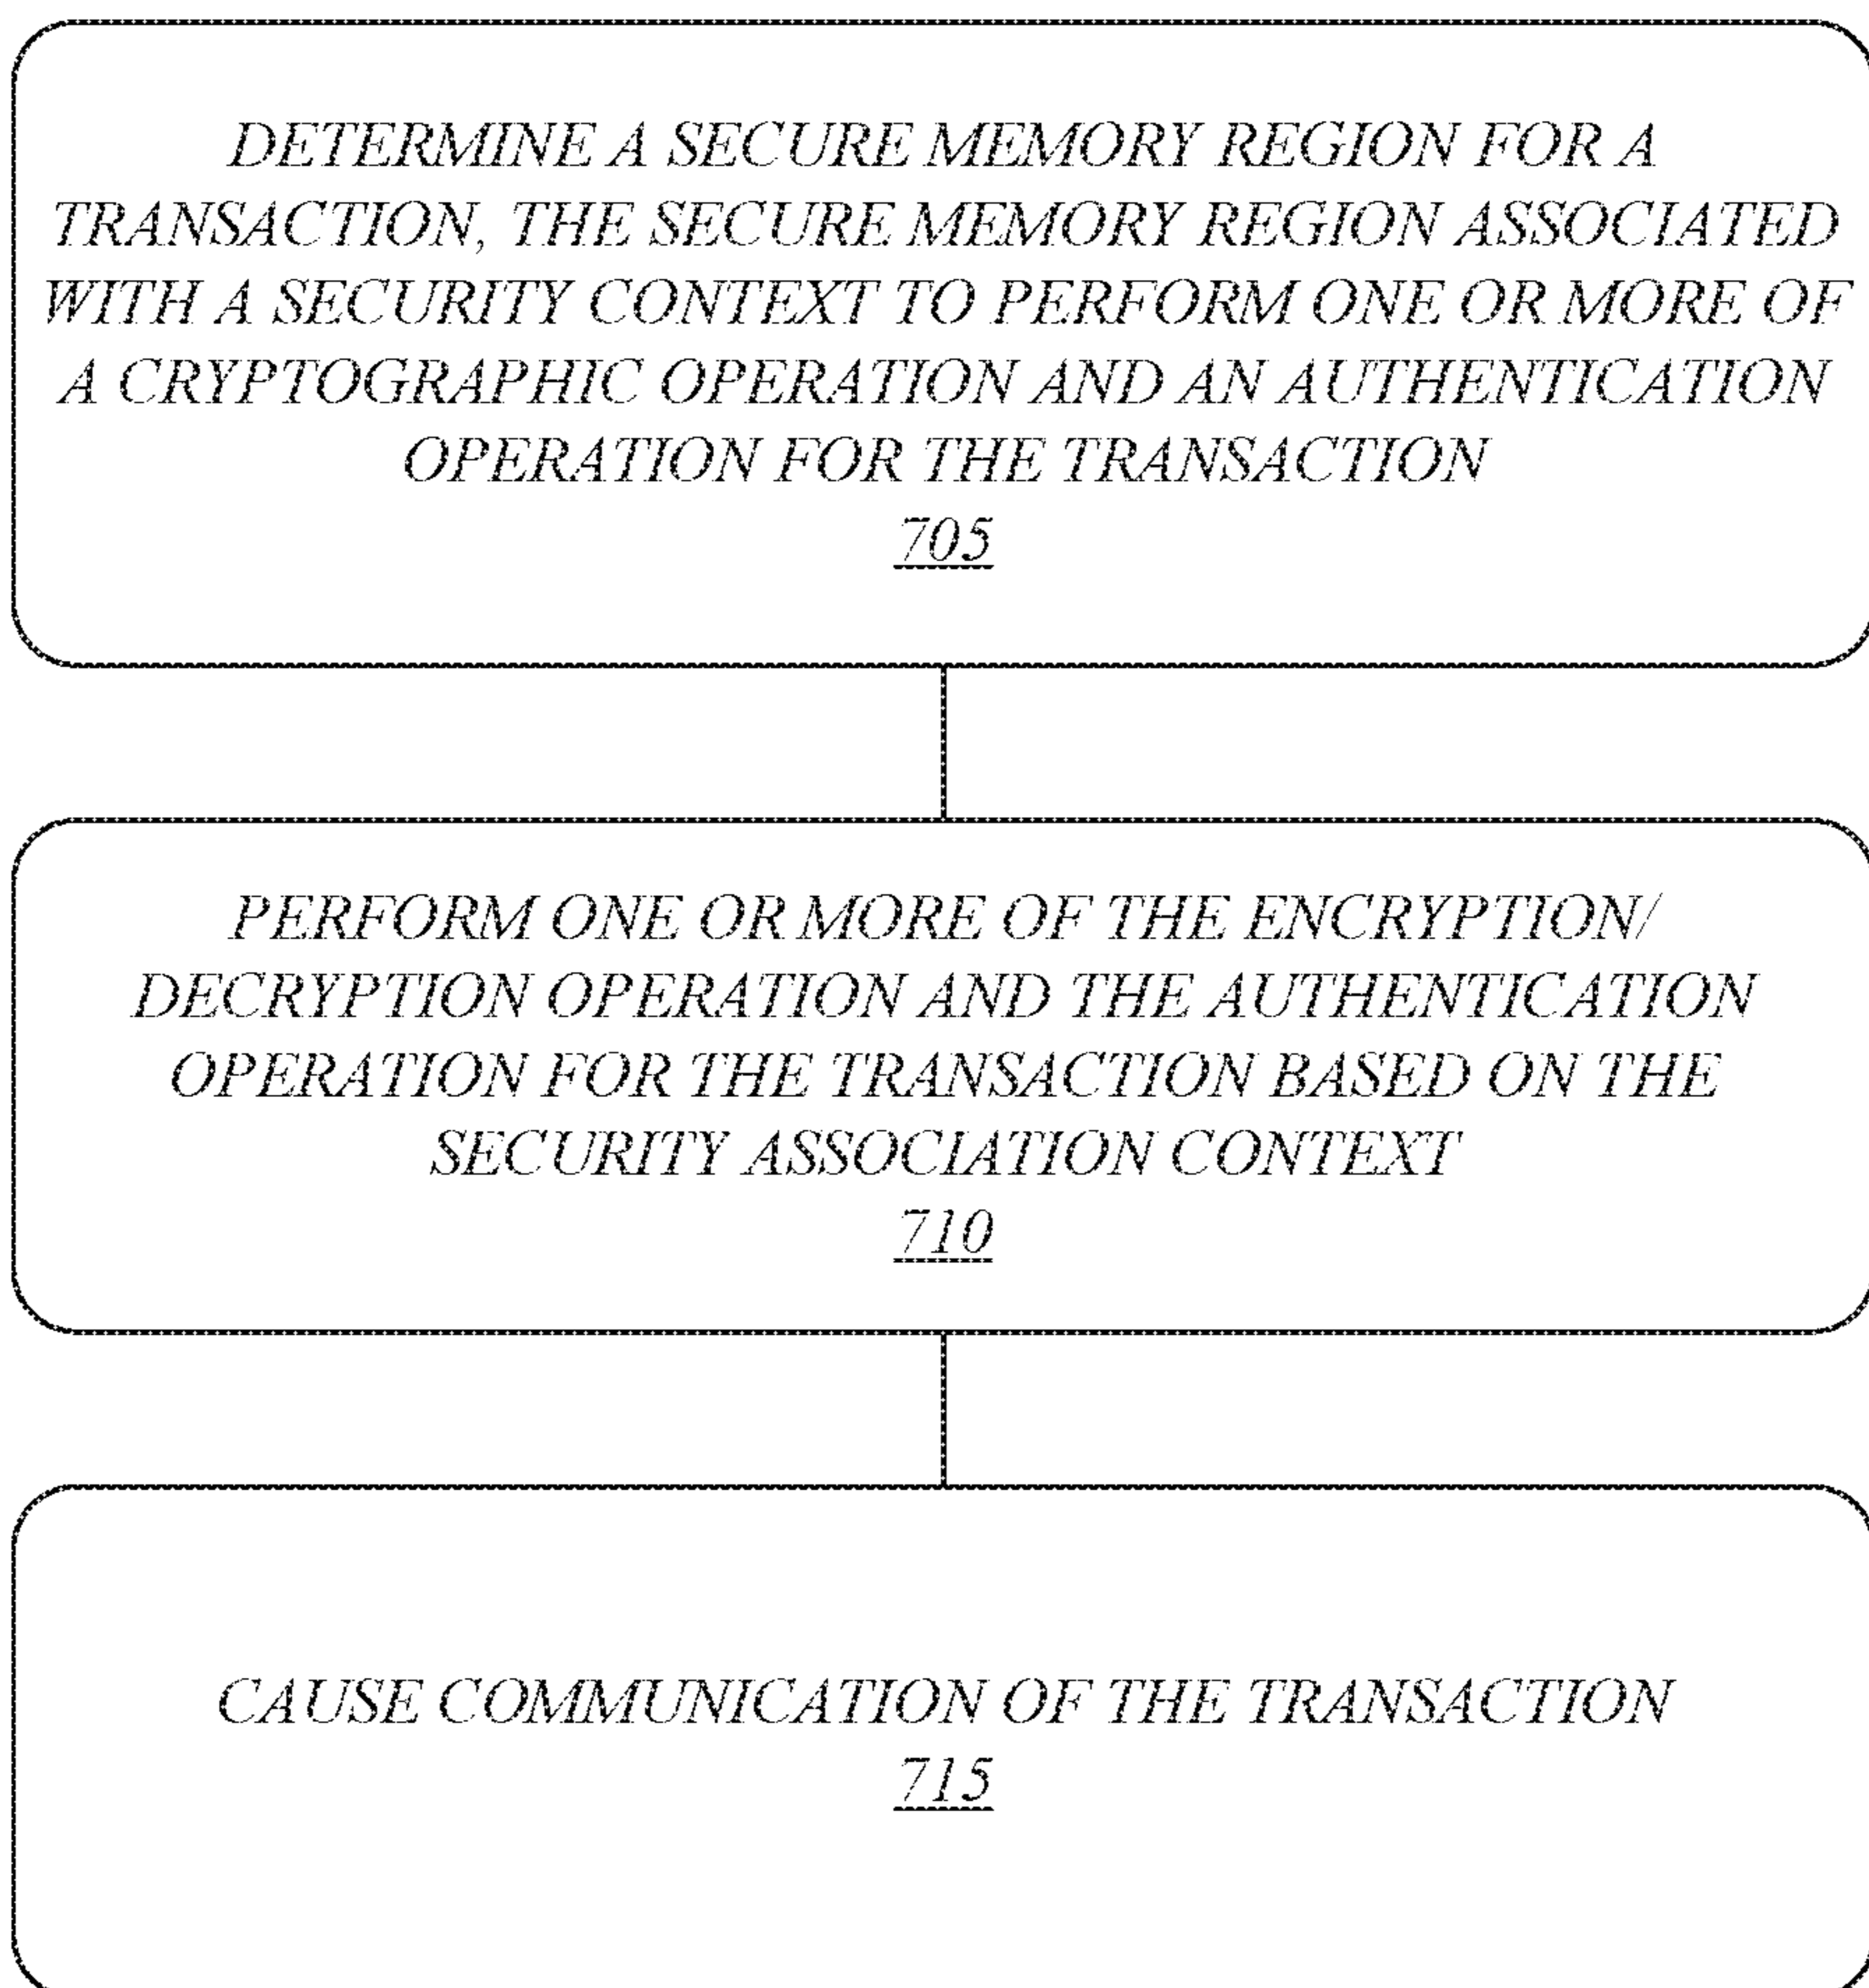 DETERMINE A SECURE MEMORY REGION FOR A
TRANSACTION, THE SECURE MEMORY REGION ASSOCIATED
WITH A SECURITY CONTEXT TO PERFORM ONE OR MORE OF
A CRYPTOGRAPHIC OPERATION AND AN AUTHENTICATION
OPERATION FOR THE TRANSACTION
705
PERFORM ONE OR MORE OF THE ENCRYPTION/
DECRYPTION OPERATION AND THE AUTHENTICATION
OPERATION FOR THE TRANSACTION BASED ON THE
SECURITY ASSOCIATION CONTEXT
710
CAUSE COMMUNICATION OF THE TRANSACTION
715